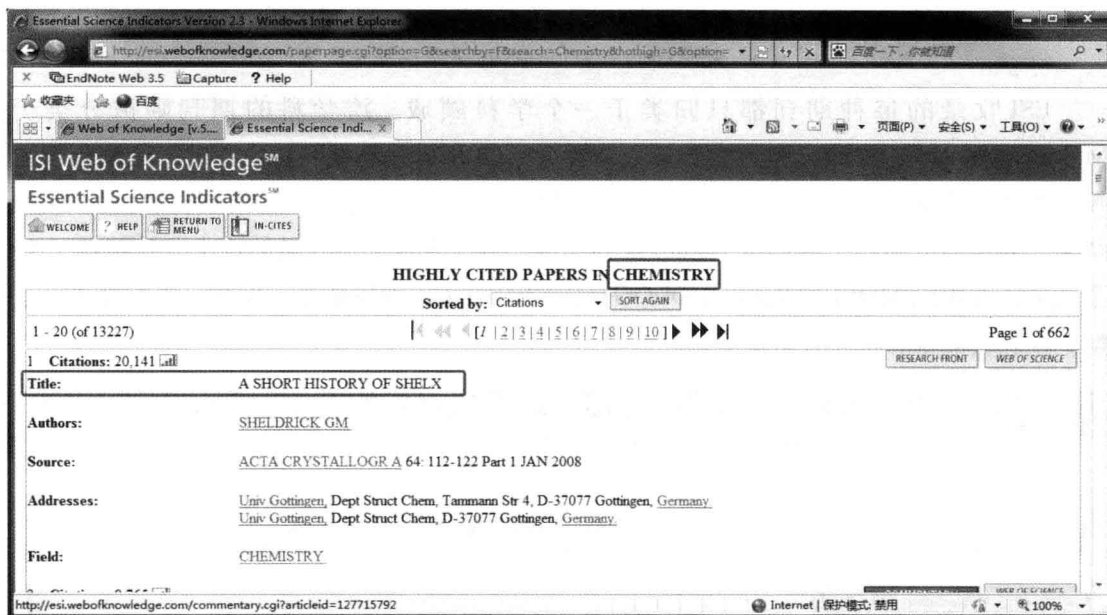 Essential Science Indicators Version 2.3 - Windows Internet Explorer
http://esi.webofknowledge.com/paperpage.cgi?option=G&searchby=F&search=Chemistry&hothigh=G&option=
百度一下，你就知道
× EndNote Web 3.5 Capture ? Help
收藏夹 百度
Web of Knowledge [v.5.... Essential Science Indi... ×
页面(P) 安全(S) 工具(O)
ISI Web of Knowledge℠
Essential Science Indicators℠
WELCOME ? HELP RETURN TO MENU IN-CITES
HIGHLY CITED PAPERS IN CHEMISTRY
Sorted by: Citations SORT AGAIN
1 - 20 (of 13227) [1 | 2 | 3 | 4 | 5 | 6 | 7 | 8 | 9 | 10 ] Page 1 of 662
1 Citations: 20,141 RESEARCH FRONT WEB OF SCIENCE
Title: A SHORT HISTORY OF SHELX
Authors: SHELDRICK GM
Source: ACTA CRYSTALLOGR A 64: 112-122 Part 1 JAN 2008
Addresses: Univ Gottingen, Dept Struct Chem, Tammann Str 4, D-37077 Gottingen, Germany.
Univ Gottingen, Dept Struct Chem, D-37077 Gottingen, Germany.
Field: CHEMISTRY
http://esi.webofknowledge.com/commentary.cgi?articleid=127715792 Internet | 保护模式: 禁用 100%